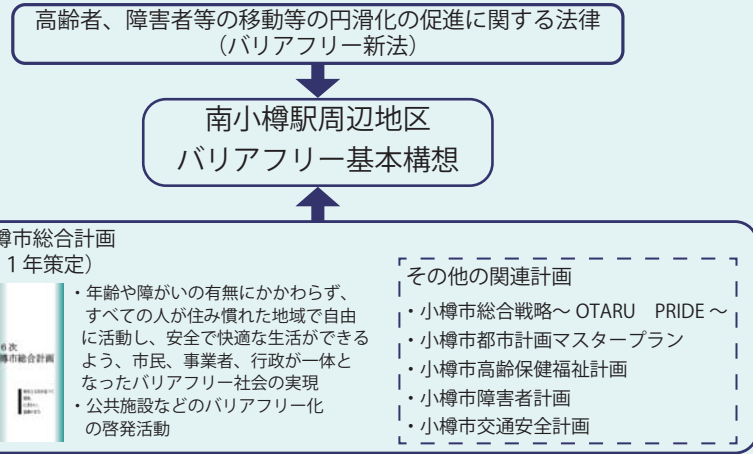 高齢者、障害者等の移動等の円滑化の促進に関する法律
（バリアフリー新法）
南小樽駅周辺地区
バリアフリー基本構想
樽市総合計画
１年策定）
・年齢や障がいの有無にかかわらず、
すべての人が住み慣れた地域で自由
に活動し、安全で快適な生活ができる
よう、市民、事業者、行政が一体と
なったバリアフリー社会の実現
・公共施設などのバリアフリー化
の啓発活動
6次
樽市総合計画
その他の関連計画
・小樽市総合戦略～ OTARU PRIDE ～
・小樽市都市計画マスタープラン
・小樽市高齢保健福祉計画
・小樽市障害者計画
・小樽市交通安全計画